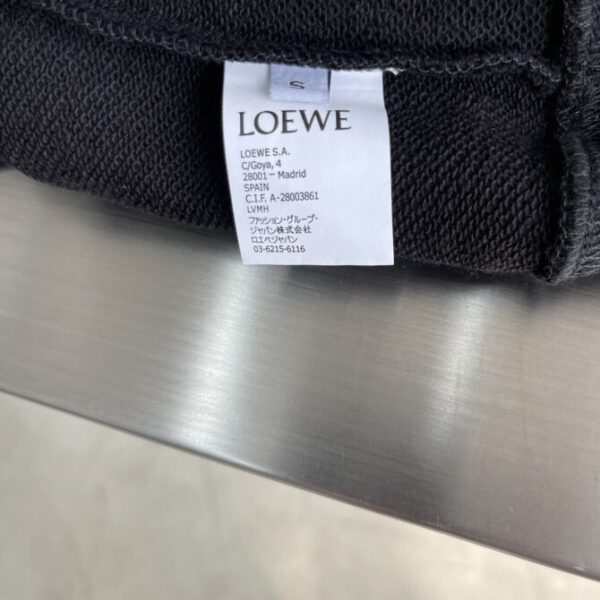 S
LOEWE
LOEWE S.A.
C/Goya, 4
28001- Madrid
SPAIN
C.I.F. A-28003861
LVMH
ファッション・グループ・
ジャパン株式会社
ロエベジャパン
03-6215-6116